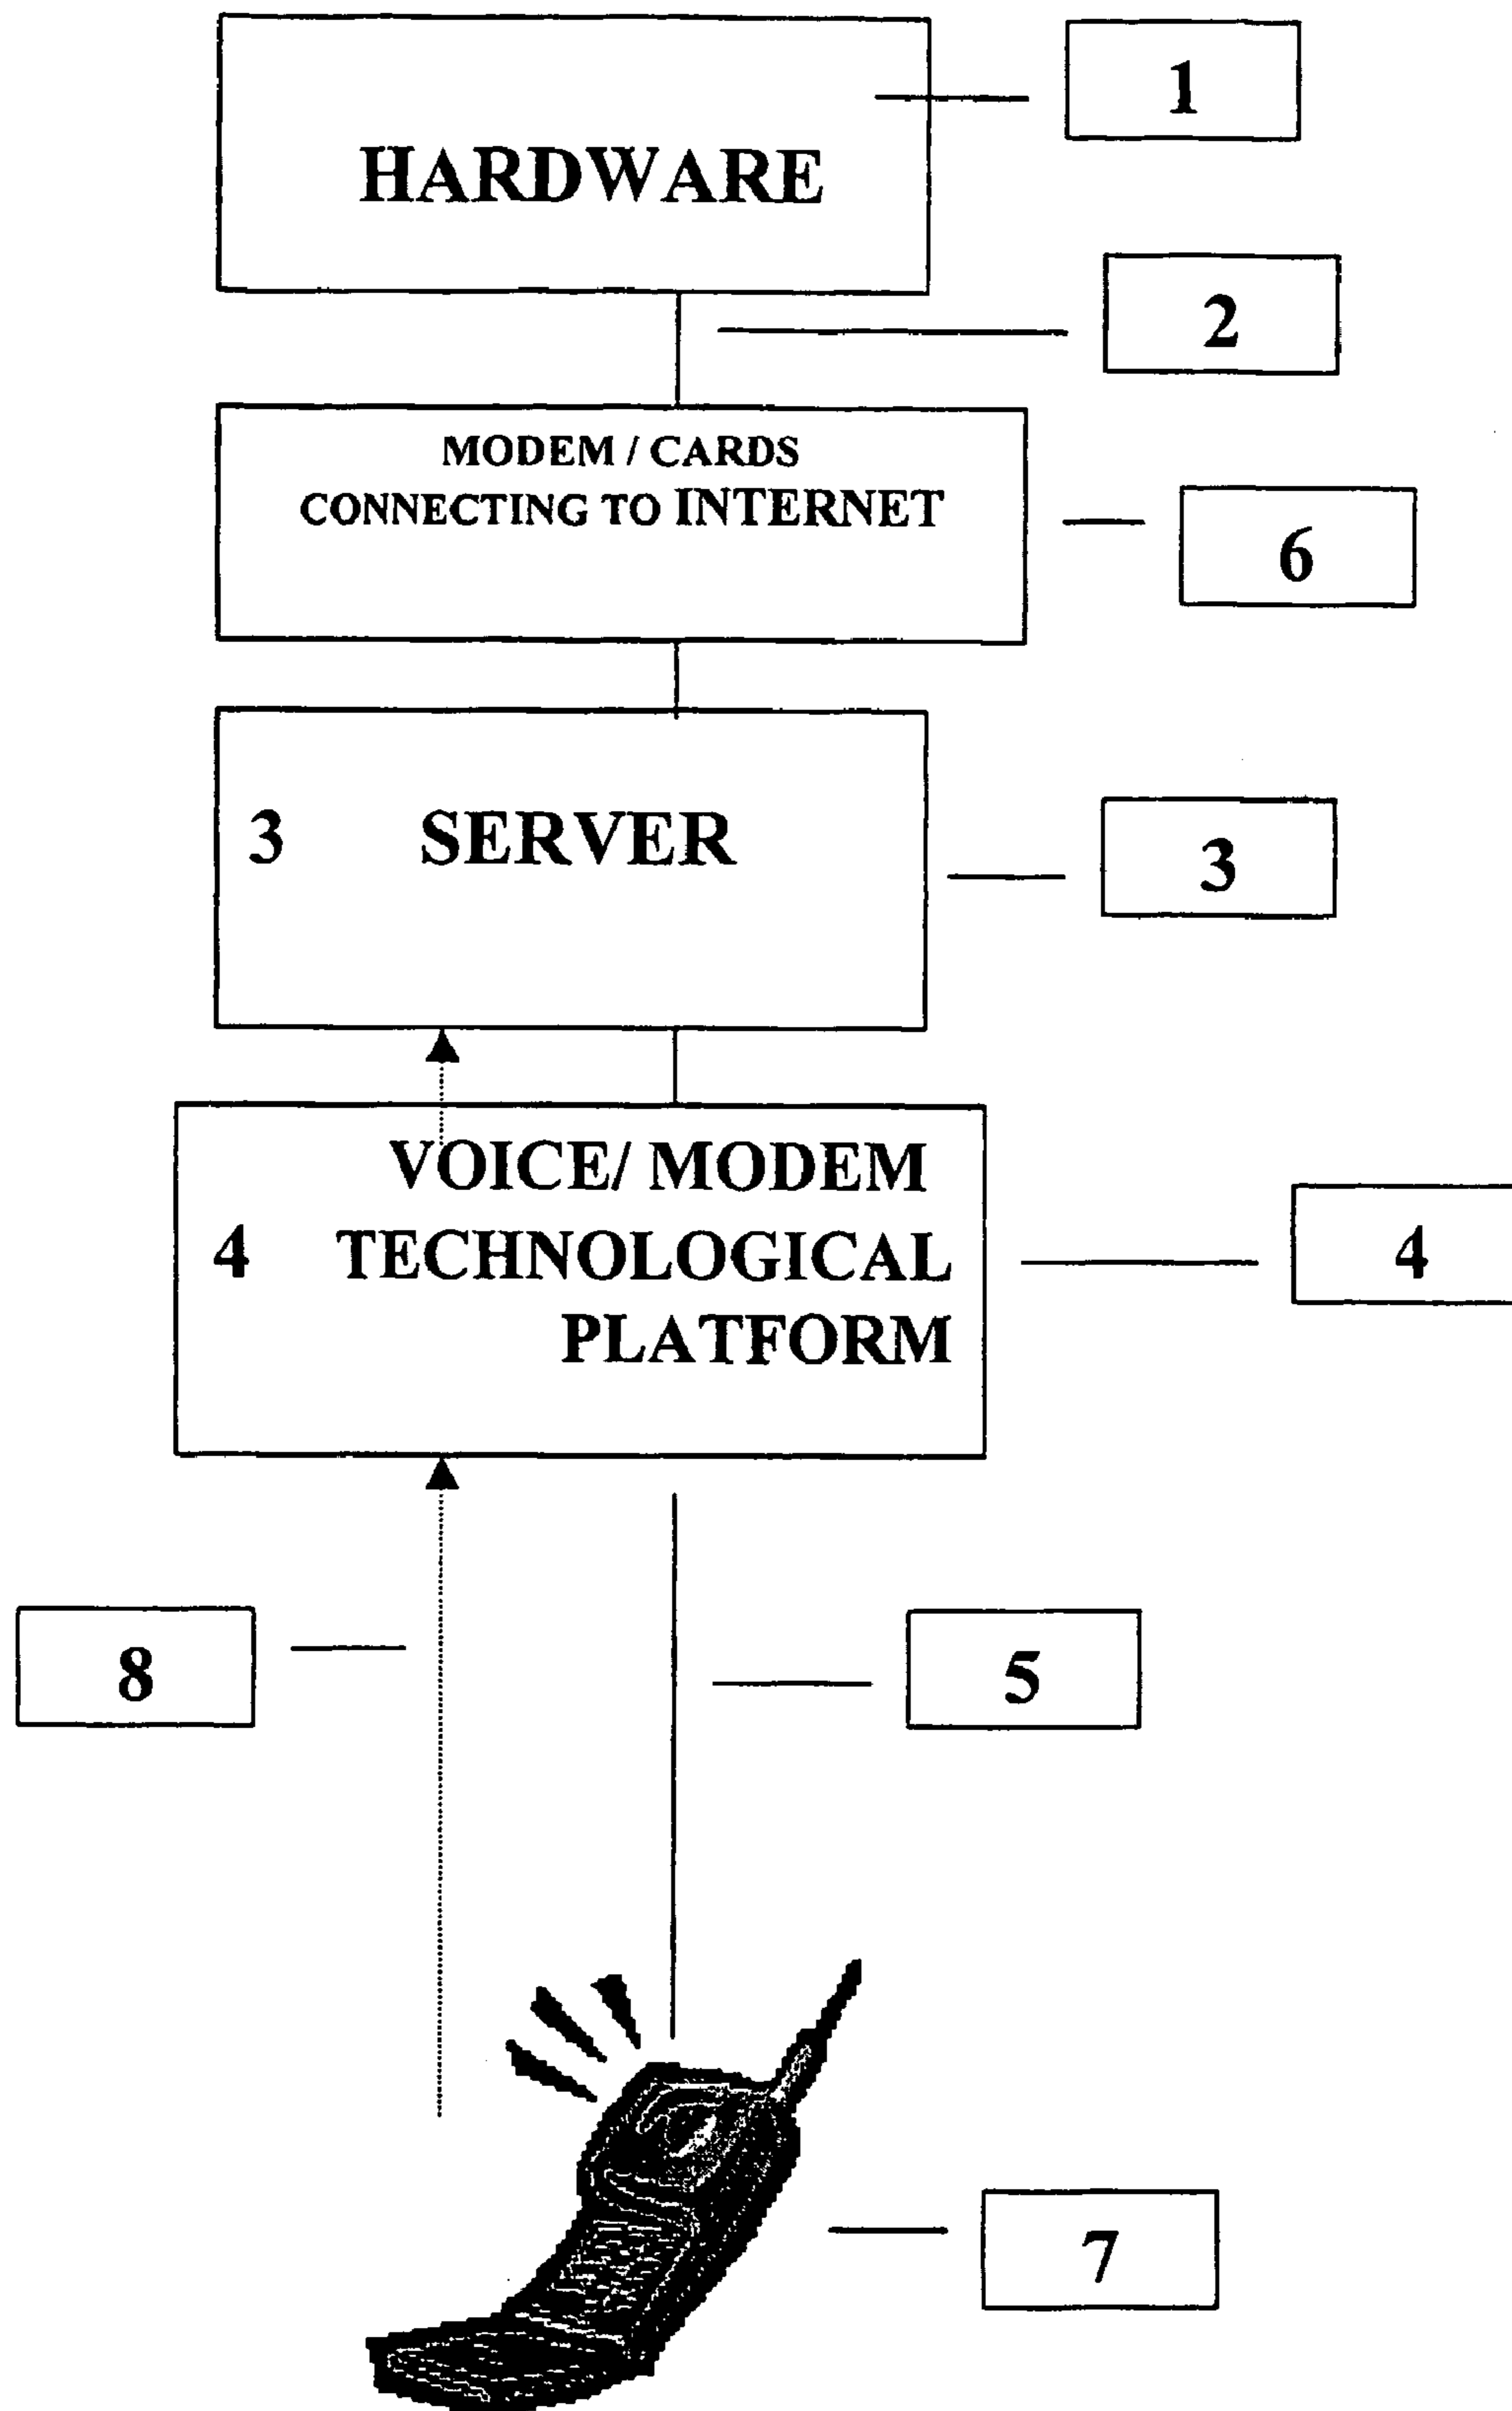 1
HARDWARE
2
MODEM / CARDS
CONNECTING TO INTERNET
6
3 SERVER
3
VOICE/ MODEM
4 TECHNOLOGICAL
4
PLATFORM
8
5
7